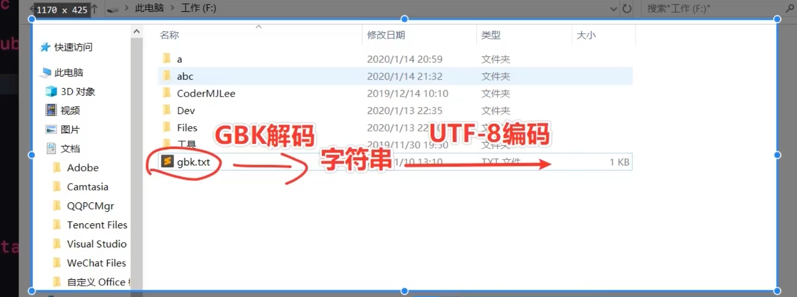 1170 x 425
此电脑 › 工作 (F:)
搜索"工作 (F:)"
名称 修改日期 类型 大小
快速访问
此电脑
3D 对象
视频
图片
文档
Adobe
Camtasia
QQPCMgr
Tencent Files
Visual Studio
WeChat Files
自定义 Office
a 2020/1/14 20:59 文件夹
abc 2020/1/14 21:32 文件夹
CoderMJLee 2019/12/14 10:10 文件夹
Dev 2020/1/13 22:35 文件夹
Files 2020/1/13 文件夹
工具 2019/11/30 19:50 文件夹
gbk.txt 1/10 13:10 TXT 文件 1 KB
GBK解码
字符串
UTF-8编码